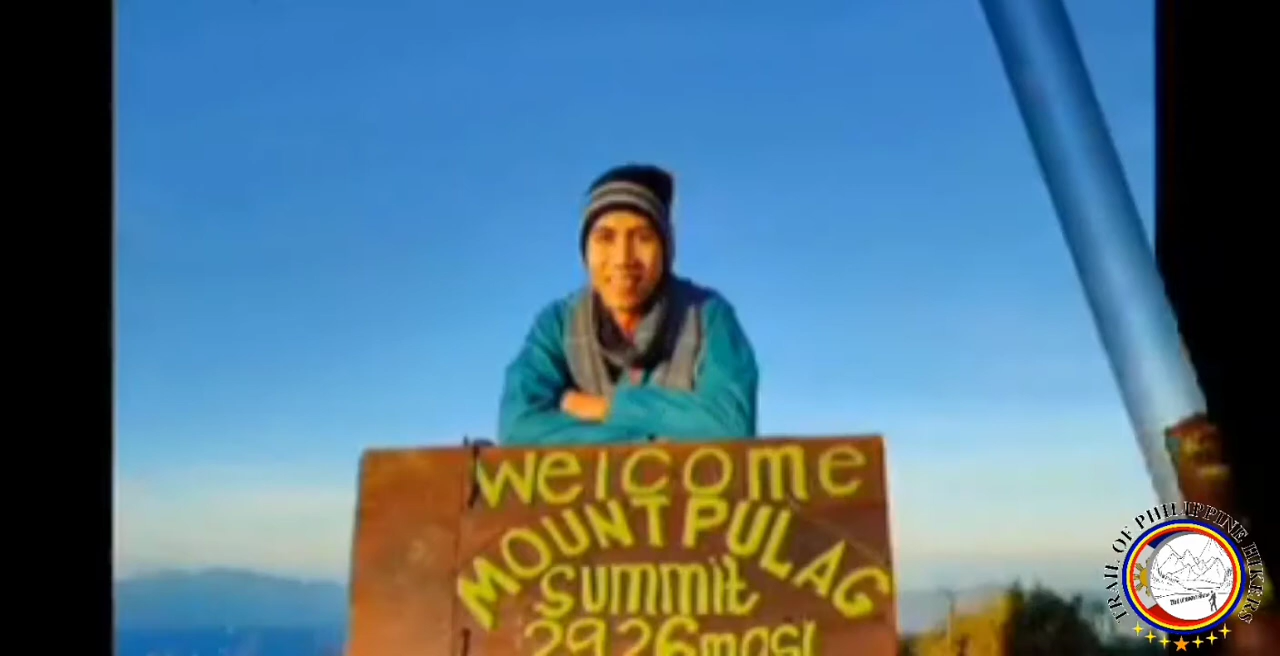 Welcome
MOUNT PULAG
Summit
2926masl
TRAIL OF PHILIPPINE HIKERS